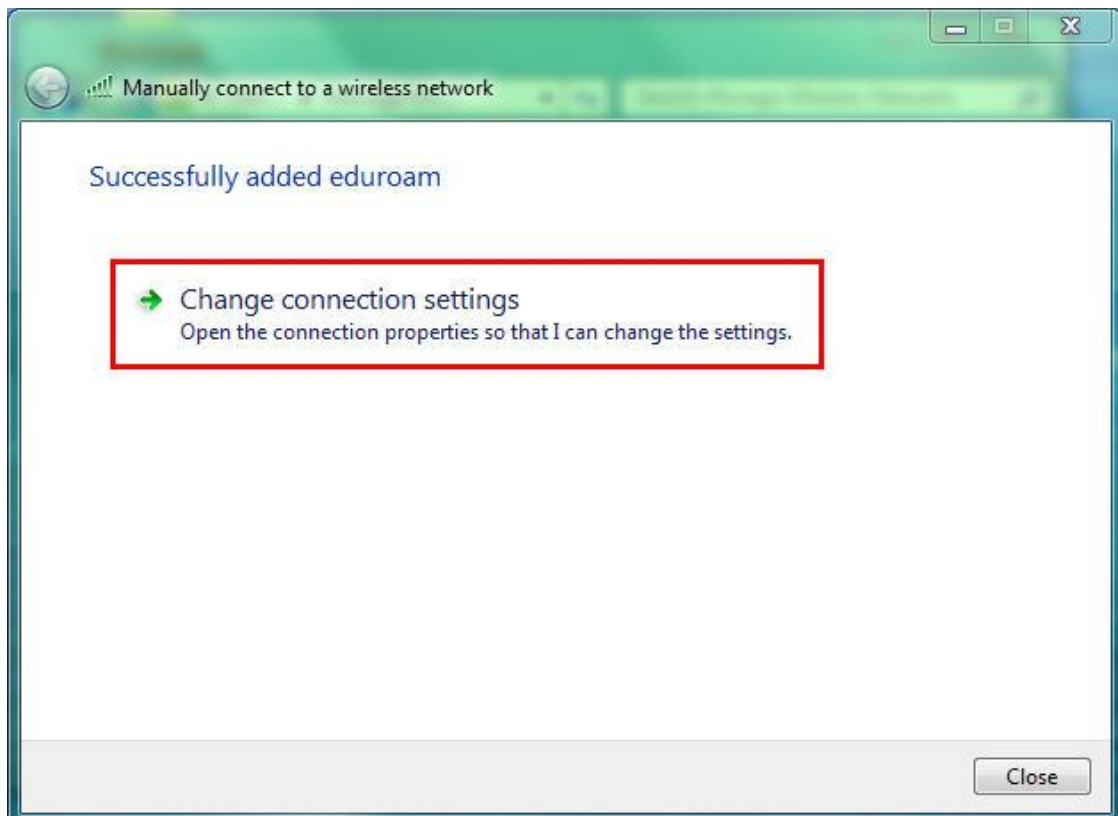 Manually connect to a wireless network
Successfully added eduroam
Change connection settings
Open the connection properties so that I can change the settings.
Close